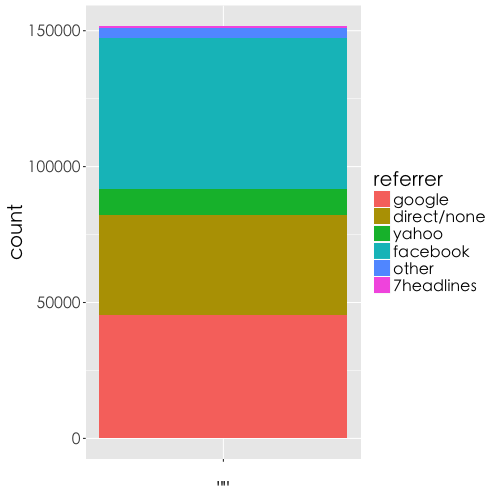 150000
100000
50000
0
count
""
referrer
google
direct/none
yahoo
facebook
other
7headlines